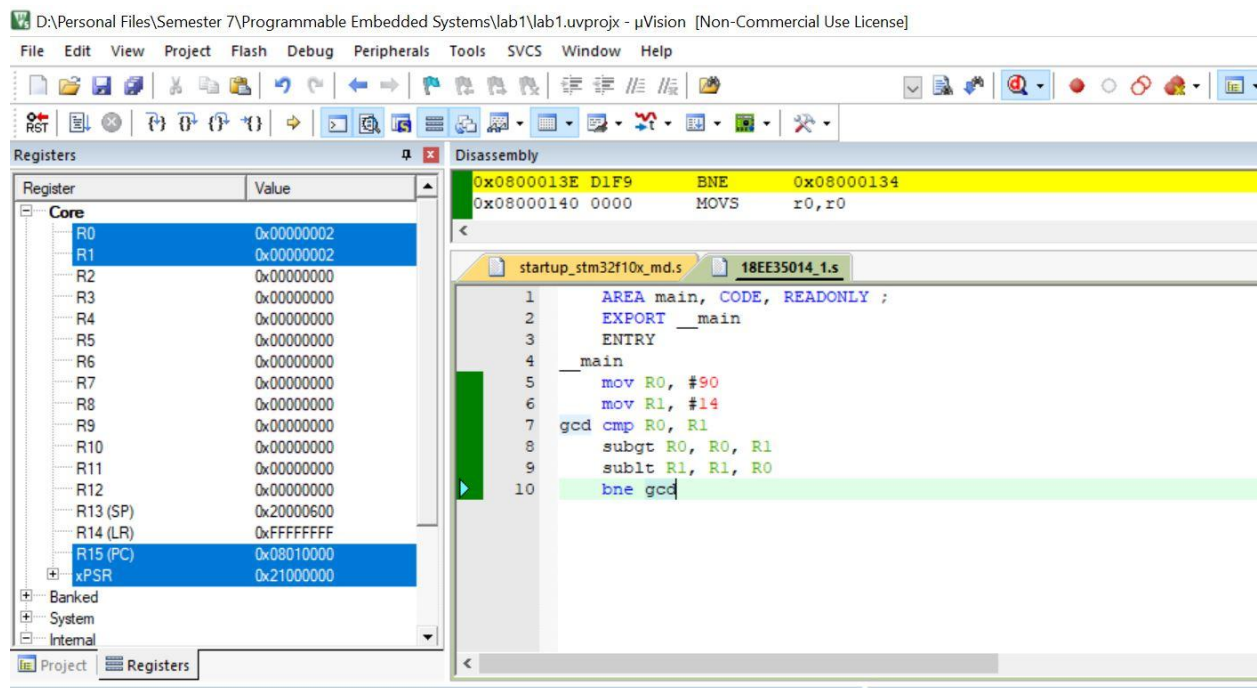 D:\Personal Files\Semester 7\Programmable Embedded Systems\lab1\lab1.uvprojx - µVision [Non-Commercial Use License]
File Edit View Project Flash Debug Peripherals Tools SVCS Window Help
RST
Registers
Register Value
Core
R0 0x00000002
R1 0x00000002
R2 0x00000000
R3 0x00000000
R4 0x00000000
R5 0x00000000
R6 0x00000000
R7 0x00000000
R8 0x00000000
R9 0x00000000
R10 0x00000000
R11 0x00000000
R12 0x00000000
R13 (SP) 0x20000600
R14 (LR) 0xFFFFFFFF
R15 (PC) 0x08010000
xPSR 0x21000000
Banked
System
Internal
Project Registers
Disassembly
0x0800013E D1F9 BNE 0x08000134
0x08000140 0000 MOVS r0,r0
startup_stm32f10x_md.s 18EE35014_1.s
1 AREA main, CODE, READONLY ;
2 EXPORT __main
3 ENTRY
4 __main
5 mov R0, #90
6 mov R1, #14
7 gcd cmp R0, R1
8 subgt R0, R0, R1
9 sublt R1, R1, R0
10 bne gcd